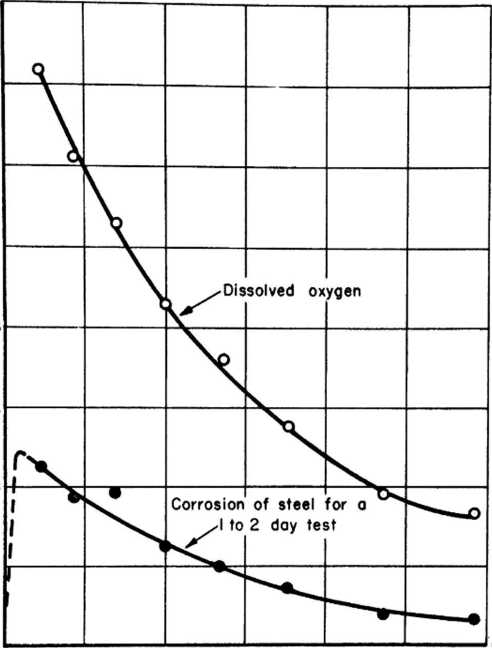 Dissolved oxygen
Corrosion of steel for a
1 to 2 day test